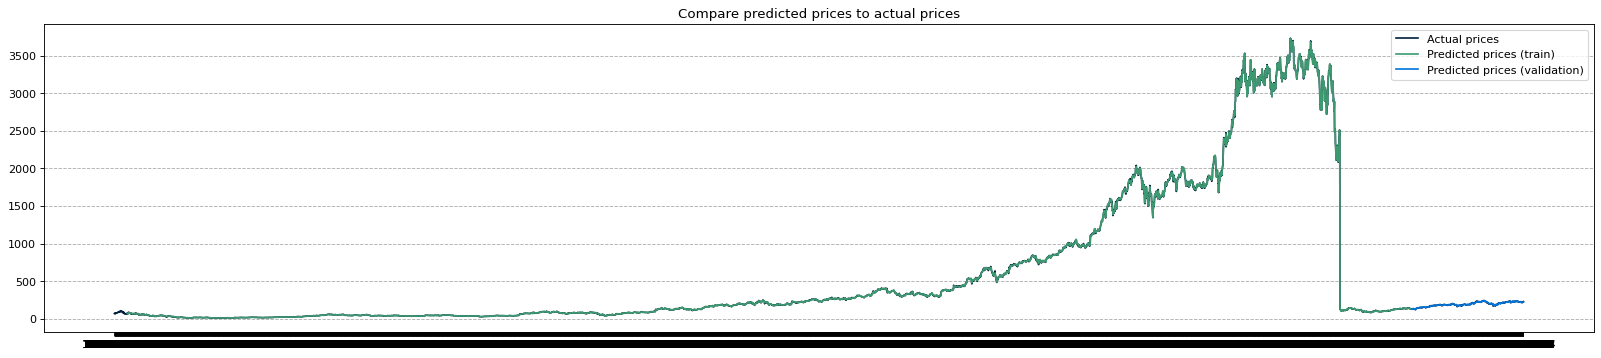 Compare predicted prices to actual prices
3500
3000
2500
2000
1500
1000
500
0
Actual prices
Predicted prices (train)
Predicted prices (validation)